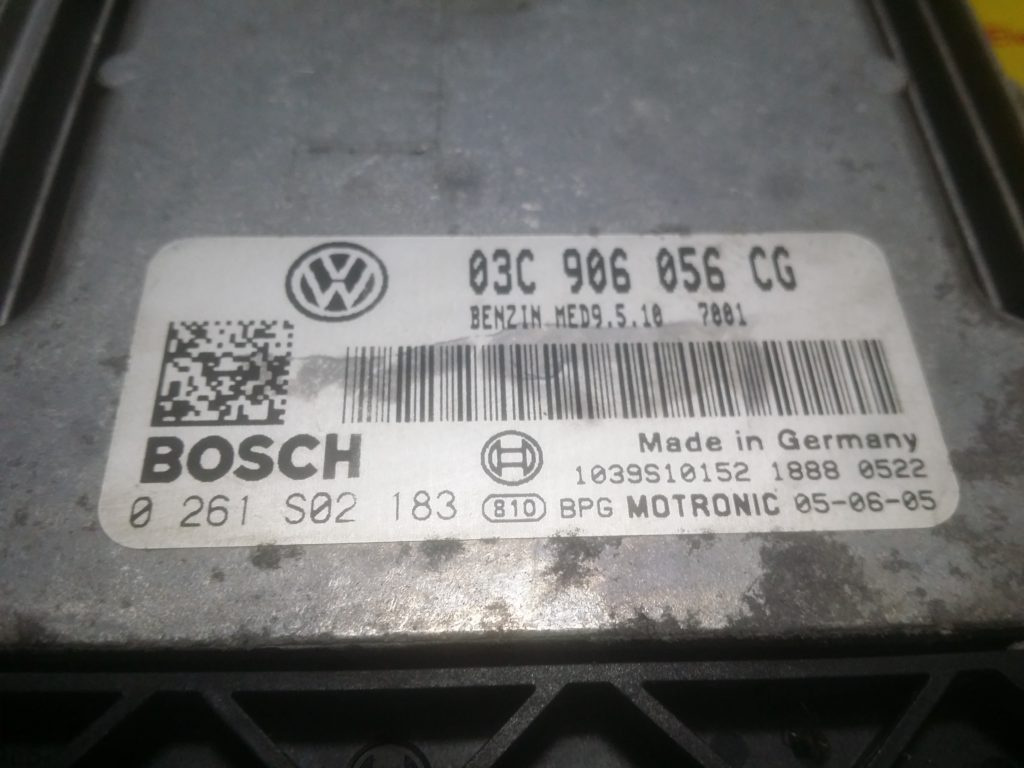 03C 906 056 CG
BENZIN MED9.5.10 7001
BOSCH
Made in Germany
1039S10152 1888 0522
0 261 S02 183 810 BPG MOTRONIC 05-06-05